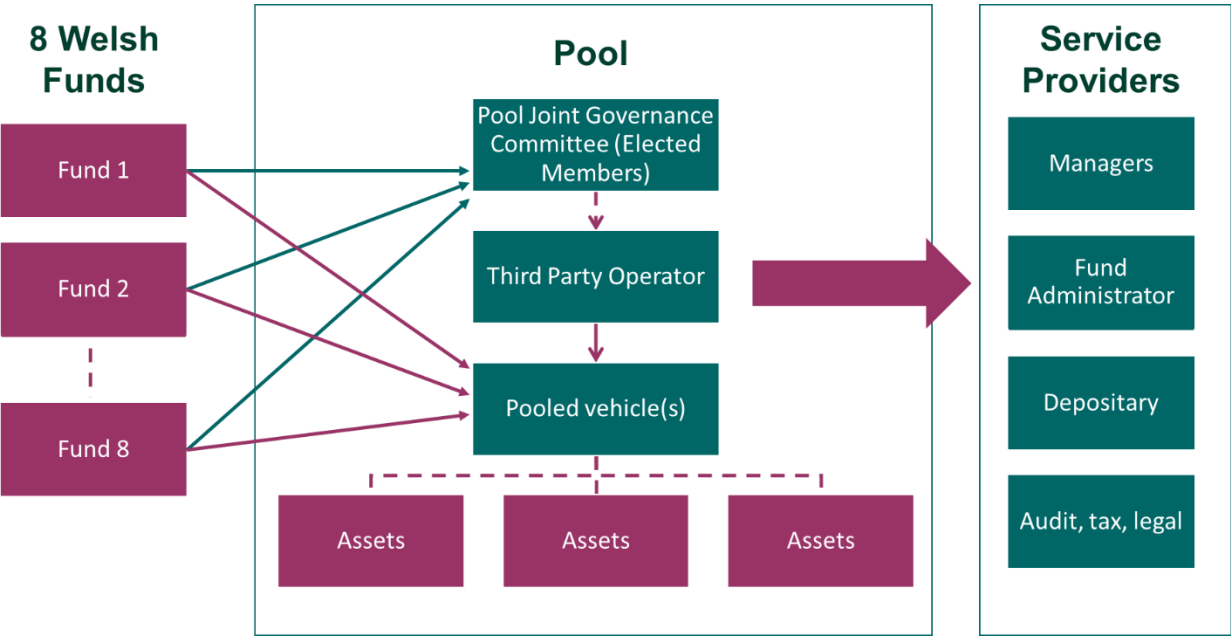 8 Welsh
Funds
Fund 1
Fund 2
Fund 8
Pool
Pool Joint Governance
Committee (Elected
Members)
Third Party Operator
Pooled vehicle(s)
Assets
Assets
Assets
Service
Providers
Managers
Fund
Administrator
Depositary
Audit, tax, legal